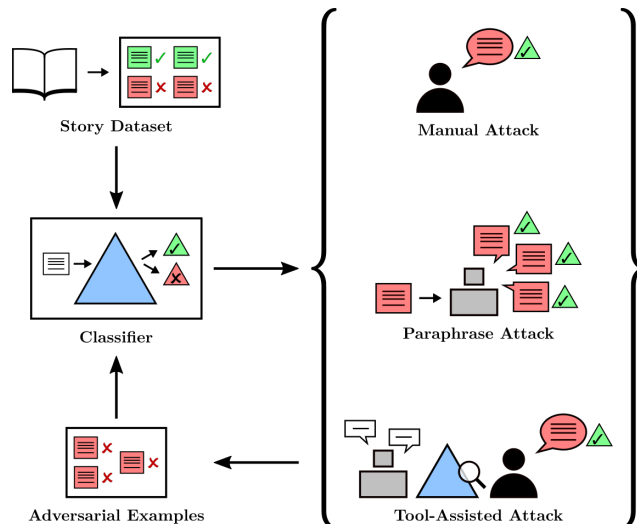 Story Dataset
Manual Attack
Classifier
Paraphrase Attack
Adversarial Examples
Tool-Assisted Attack